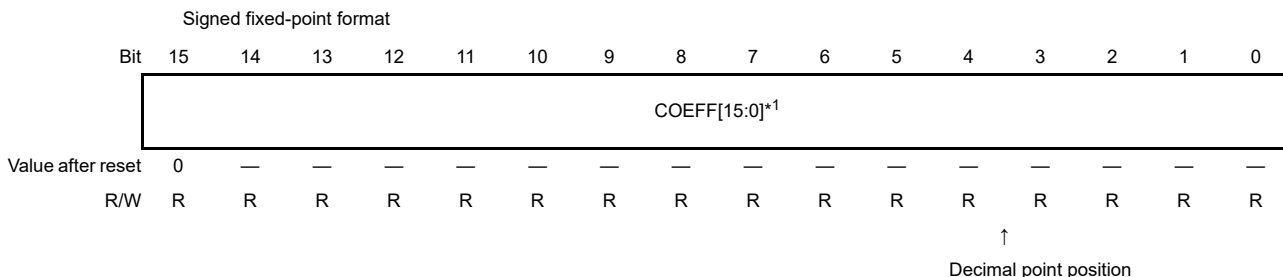 Signed fixed-point format
Bit 15 14 13 12 11 10 9 8 7 6 5 4 3 2 1 0
COEFF[15:0]*1
Value after reset 0 — — — — — — — — — — — — — — —
R/W R R R R R R R R R R R R R R R R
↑
Decimal point position